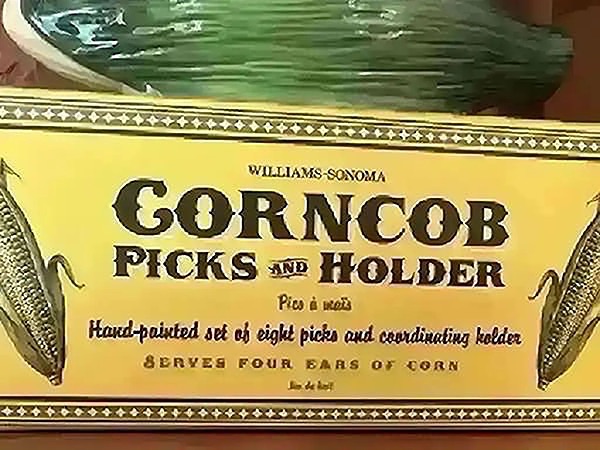 WILLIAMS-SONOMA
CORNCOB
PICKS AND HOLDER
Pics à maïs
Hand-painted set of eight picks and coordinating holder
SERVES FOUR EARS OF CORN